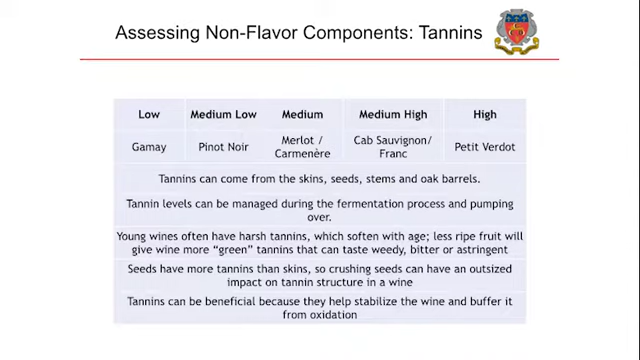 Assessing Non-Flavor Components: Tannins
Low Medium Low Medium Medium High High
Gamay Pinot Noir Merlot / Carmenère Cab Sauvignon/ Franc Petit Verdot
Tannins can come from the skins, seeds, stems and oak barrels.
Tannin levels can be managed during the fermentation process and pumping
over.
Young wines often have harsh tannins, which soften with age; less ripe fruit will
give wine more “green” tannins that can taste weedy, bitter or astringent
Seeds have more tannins than skins, so crushing seeds can have an outsized
impact on tannin structure in a wine
Tannins can be beneficial because they help stabilize the wine and buffer it
from oxidation